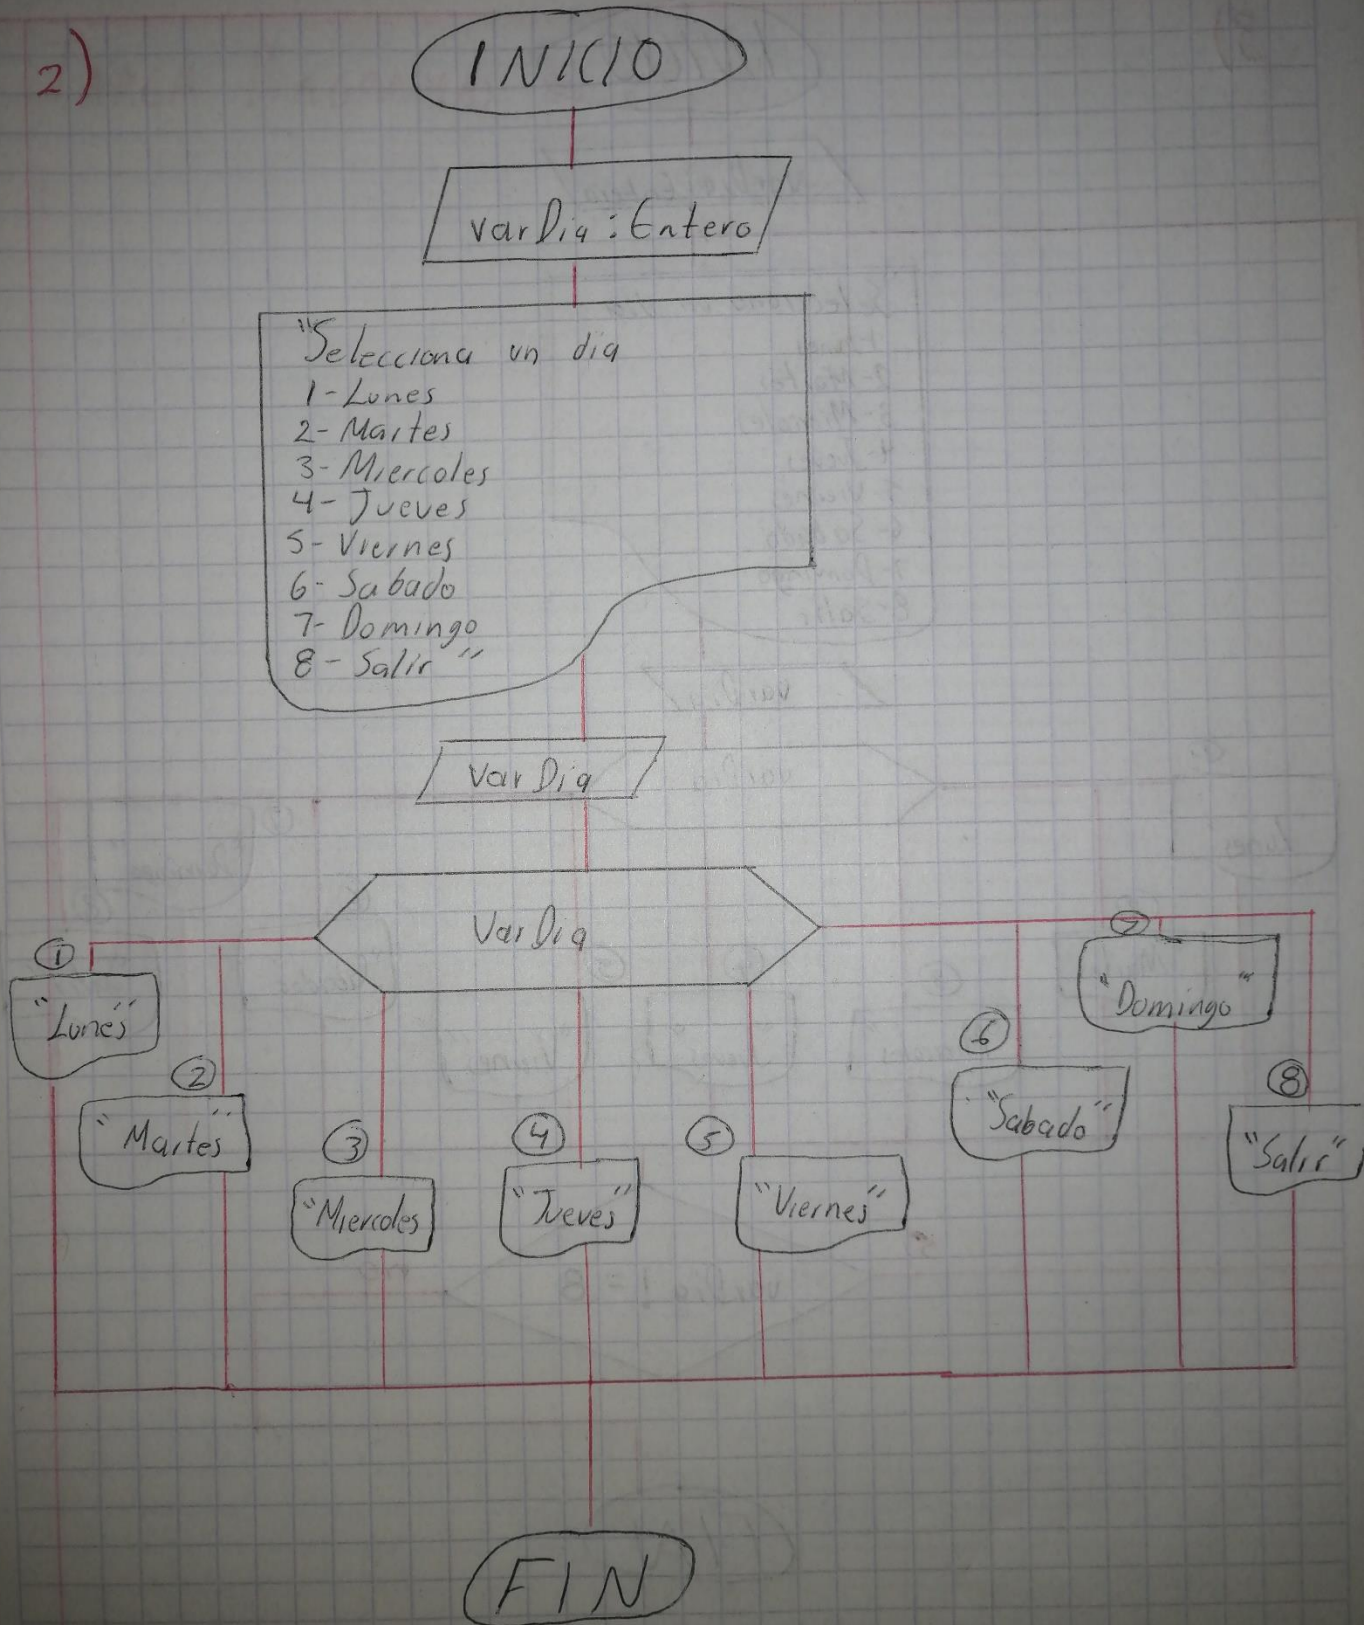 2)
INICIO
varDia : Entero
"Selecciona un dia
1-Lunes
2-Martes
3-Miercoles
4-Jueves
5-Viernes
6-Sabado
7-Domingo
8-Salir"
varDia
VarDia
1
"Lunes"
2
"Martes"
3
"Miercoles
4
"Jueves"
5
"Viernes"
6
"Sabado"
7
"Domingo"
8
"Salir"
FIN